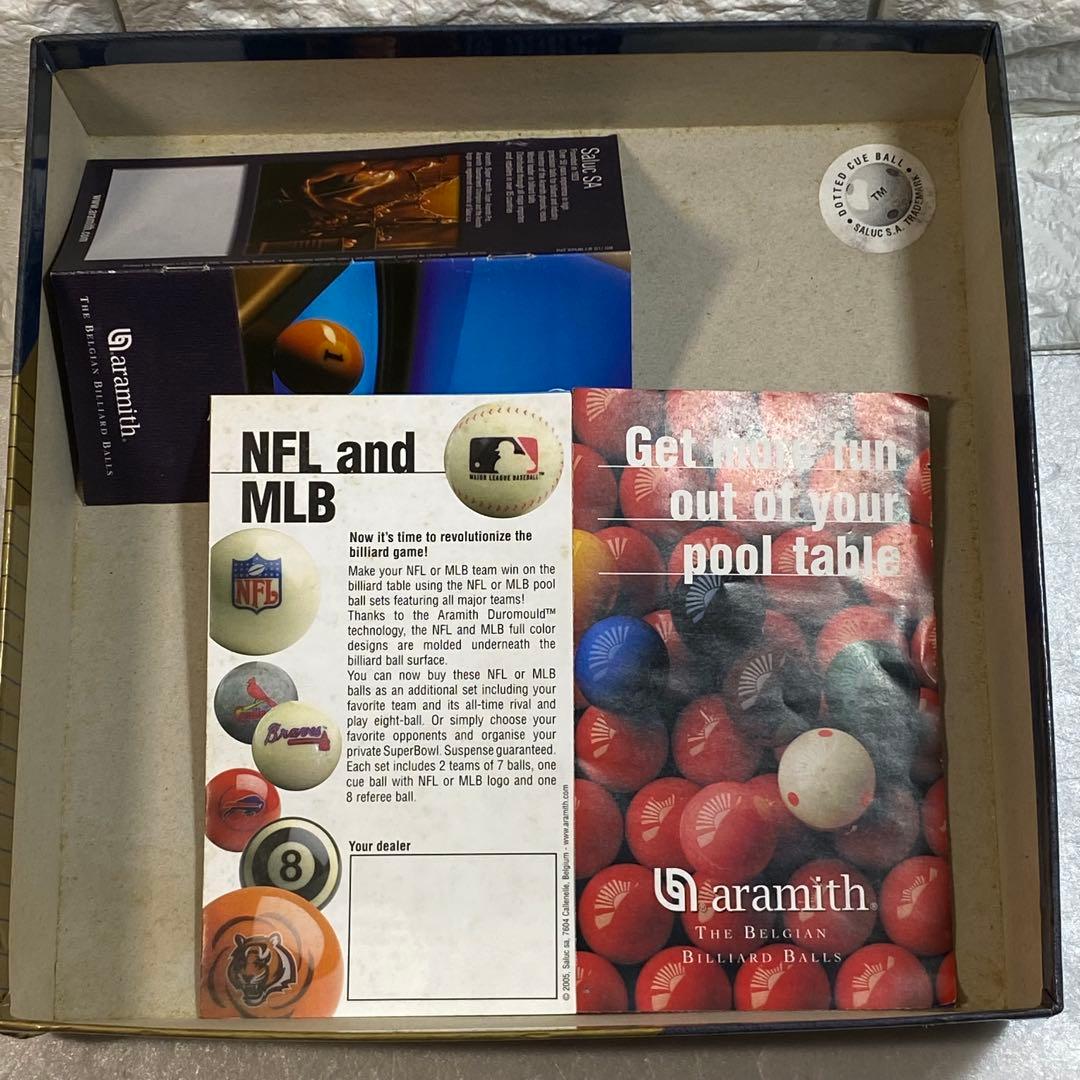 Saluc SA
www.aramith.com
aramith
THE BELGIAN BILLIARD BALLS
1
DOTTED CUE BALL
TM
SALUC S.A. TRADEMARK
NFL and
MLB
MAJOR LEAGUE BASEBALL
NFL
Now it's time to revolutionize the
billiard game!
Make your NFL or MLB team win on the
billiard table using the NFL or MLB pool
ball sets featuring all major teams!
Thanks to the Aramith Duromould™
technology, the NFL and MLB full color
designs are molded underneath the
billiard ball surface.
You can now buy these NFL or MLB
balls as an additional set including your
favorite team and its all-time rival and
play eight-ball. Or simply choose your
favorite opponents and organise your
private SuperBowl. Suspense guaranteed.
Each set includes 2 teams of 7 balls, one
cue ball with NFL or MLB logo and one
8 referee ball.
Braves
8
Your dealer
© 2005, Saluc sa, 7604 Callenelle, Belgium - www.aramith.com
Get more fun
out of your
pool table
aramith®
THE BELGIAN
BILLIARD BALLS